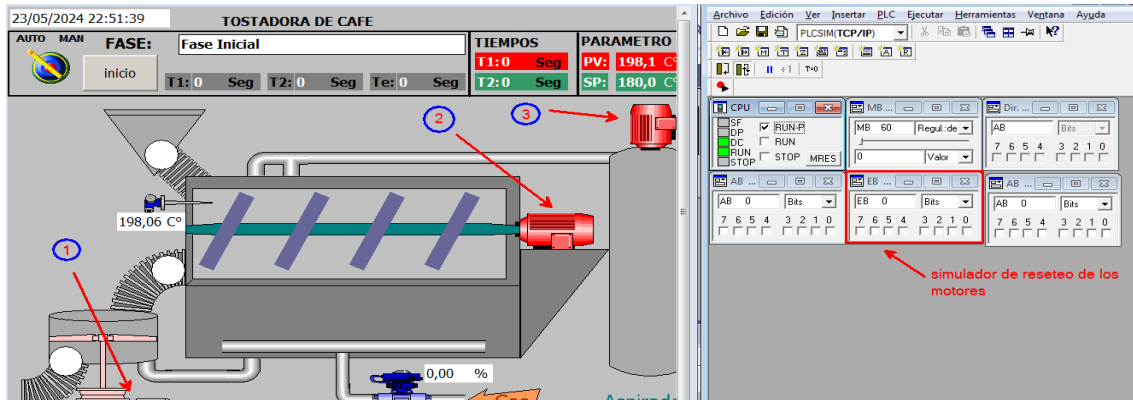 23/05/2024 22:51:39
TOSTADORA DE CAFE
AUTO MAN
FASE:
Fase Inicial
inicio
T1: 0 Seg T2: 0 Seg Te: 0 Seg
TIEMPOS
T1: 0 Seg
T2: 0 Seg
PARAMETRO
PV: 198,1 C°
SP: 180,0 C°
1
2
3
198,06 C°
0,00 %
Gas
Aspirado
Archivo Edición Ver Insertar PLC Ejecutar Herramientas Ventana Ayuda
PLCSIM(TCP/IP)
+1 T=0
CPU
SF
DP
DC
RUN
STOP
RUN-P
RUN
STOP MRES
MB ...
MB 60 Regul.:de
0 Valor
Dir. ...
AB Bits
7 6 5 4 3 2 1 0
AB ...
AB 0 Bits
7 6 5 4 3 2 1 0
EB ...
EB 0 Bits
7 6 5 4 3 2 1 0
AB ...
AB 0 Bits
7 6 5 4 3 2 1 0
simulador de reseteo de los
motores